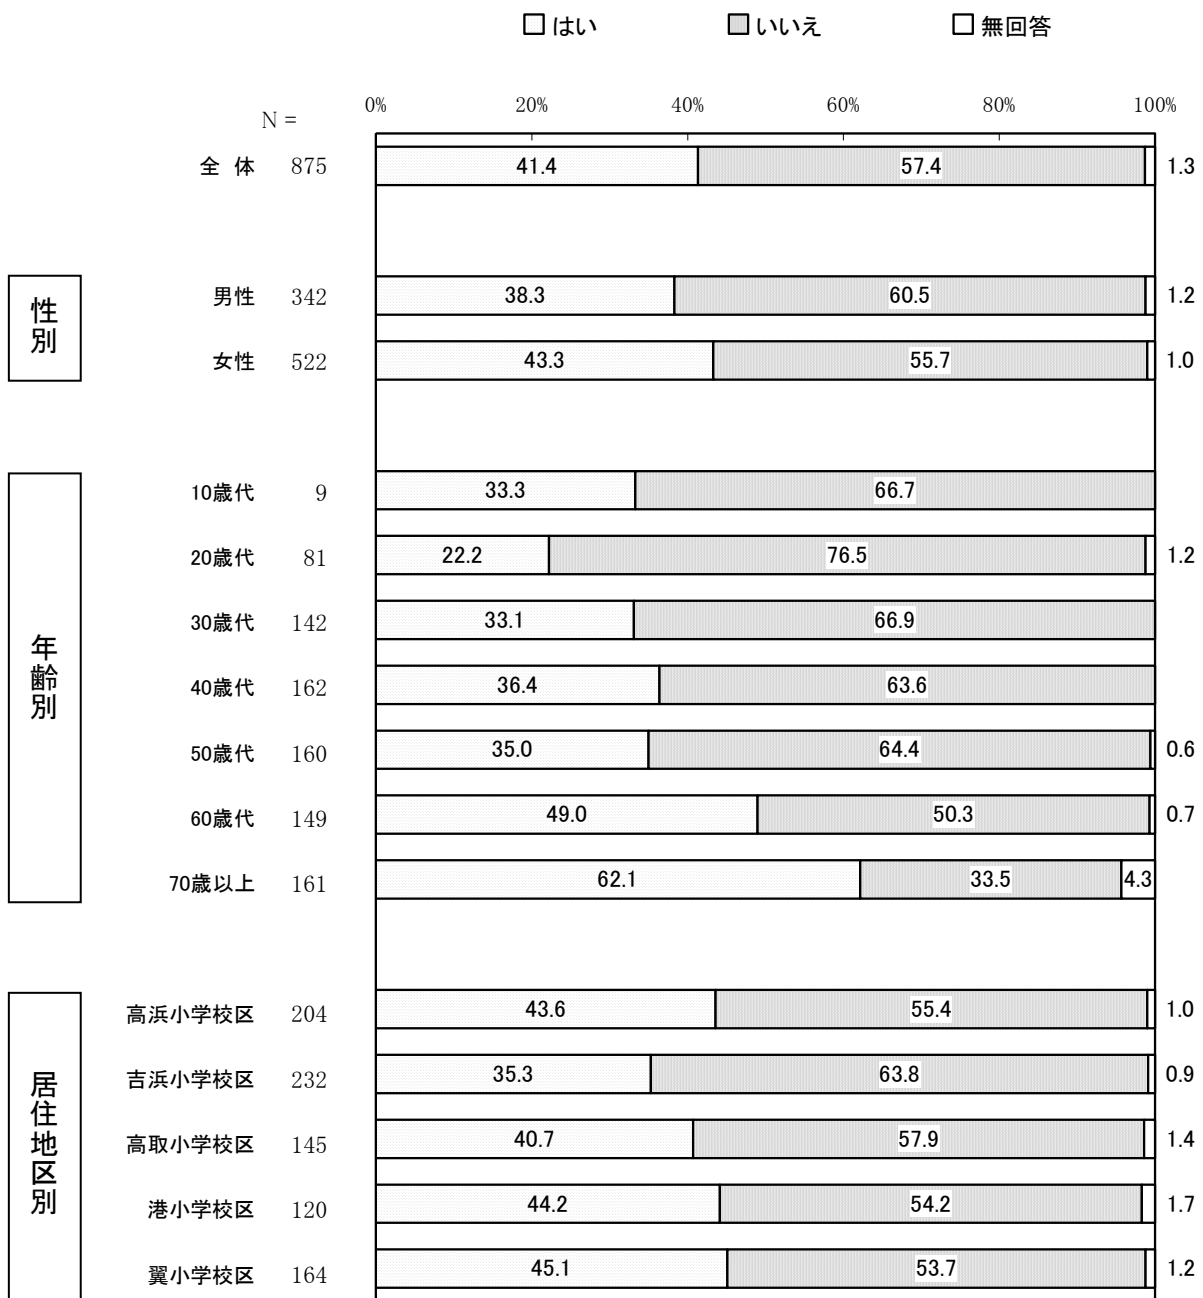 はい いいえ 無回答
0% 20% 40% 60% 80% 100%
N =
全 体 875 41.4 57.4 1.3
性別
男性 342 38.3 60.5 1.2
女性 522 43.3 55.7 1.0
年齢別
10歳代 9 33.3 66.7
20歳代 81 22.2 76.5 1.2
30歳代 142 33.1 66.9
40歳代 162 36.4 63.6
50歳代 160 35.0 64.4 0.6
60歳代 149 49.0 50.3 0.7
70歳以上 161 62.1 33.5 4.3
居住地区別
高浜小学校区 204 43.6 55.4 1.0
吉浜小学校区 232 35.3 63.8 0.9
高取小学校区 145 40.7 57.9 1.4
港小学校区 120 44.2 54.2 1.7
翼小学校区 164 45.1 53.7 1.2